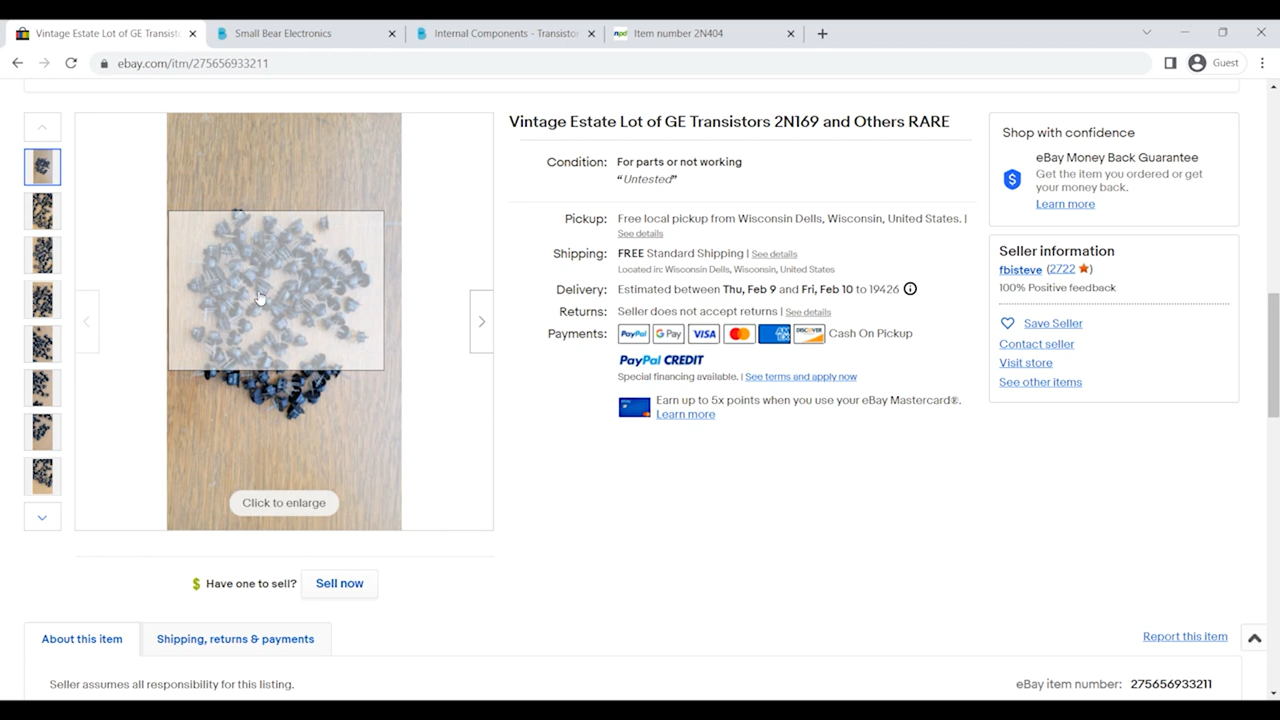 Vintage Estate Lot of GE Transist
Small Bear Electronics
Internal Components - Transistor
npd
Item number 2N404
ebay.com/itm/275656933211
Guest
Vintage Estate Lot of GE Transistors 2N169 and Others RARE
Condition: For parts or not working
“Untested”
Pickup: Free local pickup from Wisconsin Dells, Wisconsin, United States. |
See details
Shipping: FREE Standard Shipping | See details
Located in: Wisconsin Dells, Wisconsin, United States
Delivery: Estimated between Thu, Feb 9 and Fri, Feb 10 to 19426
Returns: Seller does not accept returns | See details
Payments: PayPal G Pay VISA DISCOVER Cash On Pickup
PayPal CREDIT
Special financing available. | See terms and apply now
Earn up to 5x points when you use your eBay Mastercard®.
Learn more
Click to enlarge
Have one to sell? Sell now
Shop with confidence
eBay Money Back Guarantee
Get the item you ordered or get
your money back.
Learn more
Seller information
fbisteve (2722)
100% Positive feedback
Save Seller
Contact seller
Visit store
See other items
About this item
Shipping, returns & payments
Report this item
Seller assumes all responsibility for this listing.
eBay item number: 275656933211